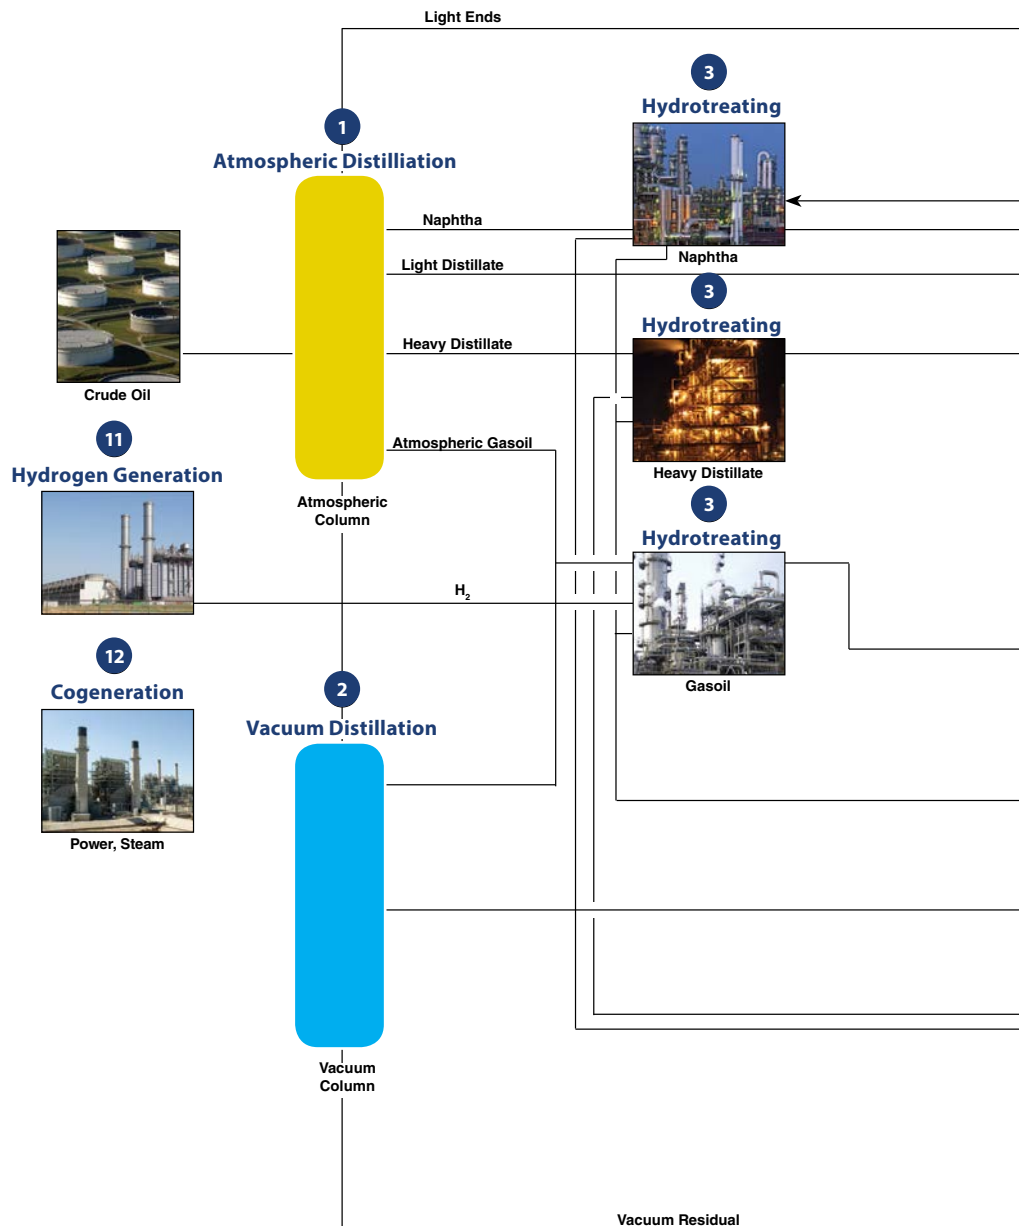 Light Ends
3
Hydrotreating
1
Atmospheric Distilliation
Naphtha
Naphtha
Light Distillate
3
Hydrotreating
Heavy Distillate
Crude Oil
11
Hydrogen Generation
Atmospheric Gasoil
Heavy Distillate
3
Hydrotreating
Atmospheric
Column
H2
12
Cogeneration
2
Vacuum Distillation
Gasoil
Power, Steam
Vacuum
Column
Vacuum Residual